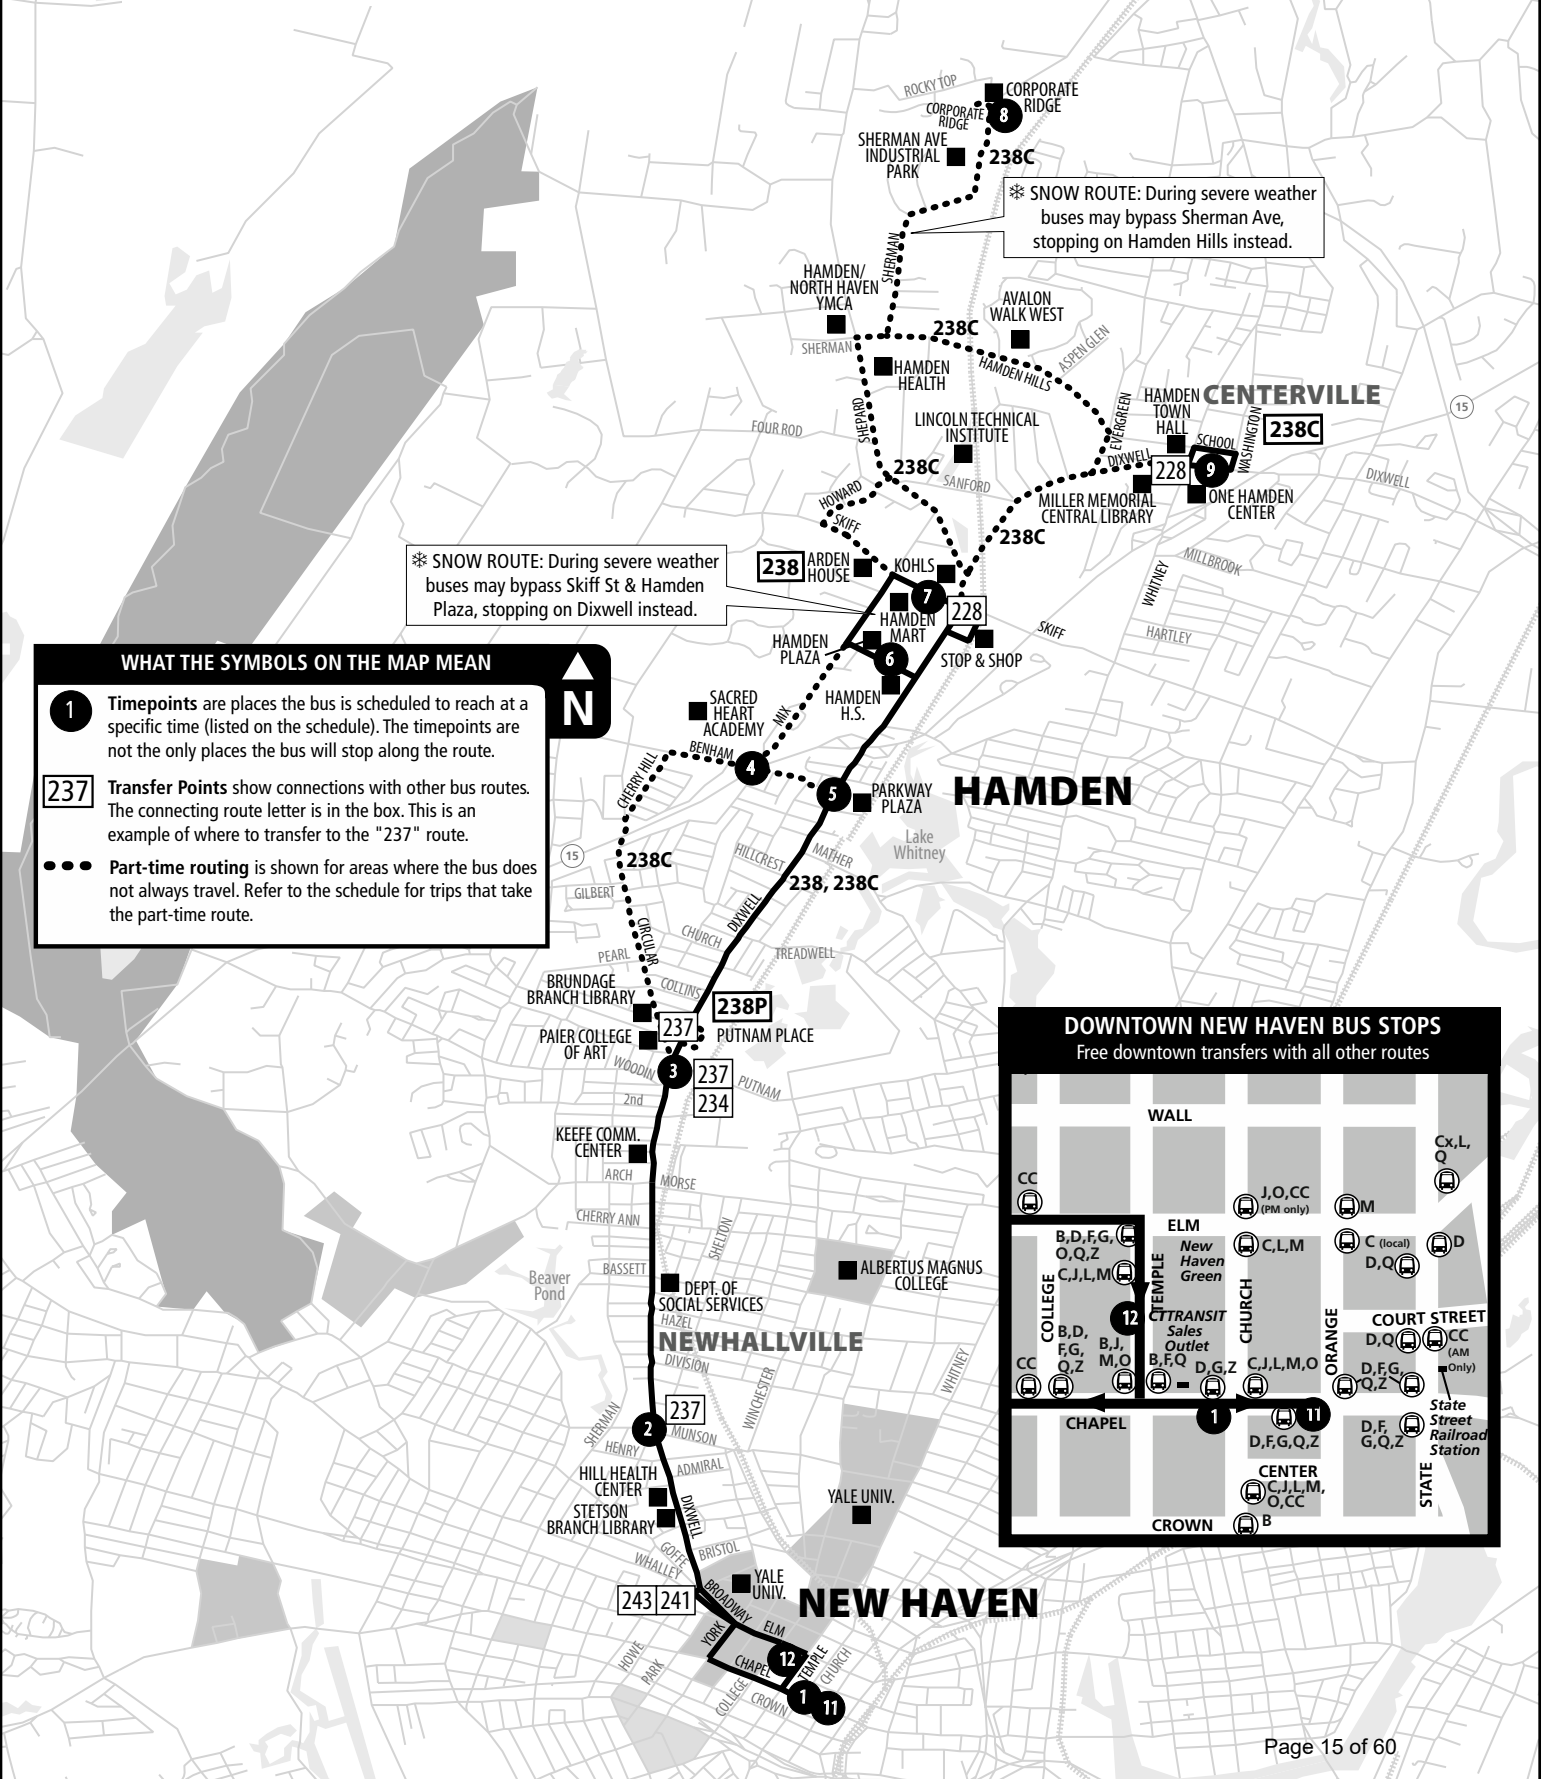 ROCKY TOP
CORPORATE
RIDGE
CORPORATE
RIDGE
8
SHERMAN AVE
INDUSTRIAL
PARK
238C
❄ SNOW ROUTE: During severe weather
buses may bypass Sherman Ave,
stopping on Hamden Hills instead.
SHERMAN
HAMDEN/
NORTH HAVEN
YMCA
AVALON
WALK WEST
238C
SHERMAN
ASPEN GLEN
HAMDEN
HEALTH
HAMDEN HILLS
EVERGREEN
HAMDEN
TOWN
HALL
CENTERVILLE
15
SHEPARD
FOUR ROD
LINCOLN TECHNICAL
INSTITUTE
WASHINGTON
238C
SCHOOL
DIXWELL
228
9
238C
SANFORD
DIXWELL
HOWARD
MILLER MEMORIAL
CENTRAL LIBRARY
ONE HAMDEN
CENTER
SKIFF
238C
❄ SNOW ROUTE: During severe weather
buses may bypass Skiff St & Hamden
Plaza, stopping on Dixwell instead.
238
ARDEN
HOUSE
KOHLS
MILLBROOK
WHITNEY
7
228
HAMDEN
MART
SKIFF
HARTLEY
HAMDEN
PLAZA
6
STOP & SHOP
HAMDEN
H.S.
WHAT THE SYMBOLS ON THE MAP MEAN
N
1
Timepoints are places the bus is scheduled to reach at a
specific time (listed on the schedule). The timepoints are
not the only places the bus will stop along the route.
237
Transfer Points show connections with other bus routes.
The connecting route letter is in the box. This is an
example of where to transfer to the "237" route.
Part-time routing is shown for areas where the bus does
not always travel. Refer to the schedule for trips that take
the part-time route.
SACRED
HEART
ACADEMY
MIX
BENHAM
4
CHERRY HILL
5
PARKWAY
PLAZA
HAMDEN
Lake
Whitney
15
238C
HILLCREST
MATHER
238, 238C
GILBERT
DIXWELL
CIRCULAR
CHURCH
PEARL
TREADWELL
BRUNDAGE
BRANCH LIBRARY
COLLINS
238P
237
PUTNAM PLACE
PAIER COLLEGE
OF ART
WOODIN
3
237
PUTNAM
234
2nd
KEEFE COMM.
CENTER
ARCH
MORSE
CHERRY ANN
SHELTON
BASSETT
Beaver
Pond
DEPT. OF
SOCIAL SERVICES
ALBERTUS MAGNUS
COLLEGE
HAZEL
NEWHALLVILLE
DIVISION
WHITNEY
WINCHESTER
SHERMAN
237
2
MUNSON
HENRY
ADMIRAL
HILL HEALTH
CENTER
STETSON
BRANCH LIBRARY
DIXWELL
YALE UNIV.
GOFFE
BRISTOL
WHALLEY
YALE
UNIV.
243
241
BROADWAY
NEW HAVEN
YORK
ELM
HOWE
PARK
CHAPEL
12
TEMPLE
CHURCH
COLLEGE
CROWN
1
11
DOWNTOWN NEW HAVEN BUS STOPS
Free downtown transfers with all other routes
WALL
Cx,L,
Q
CC
J,O,CC
(PM only)
M
ELM
B,D,F,G,
O,Q,Z
New
Haven
Green
C,L,M
C (local)
D
D,Q
C,J,L,M
COLLEGE
TEMPLE
CHURCH
ORANGE
12
CTTRANSIT
Sales
Outlet
COURT STREET
D,Q
CC
(AM
Only)
B,D,
F,G,
Q,Z
B,J,
M,O
CC
B,F,Q
D,G,Z
C,J,L,M,O
D,F,G,
Q,Z
CHAPEL
1
11
D,F,G,Q,Z
D,F,
G,Q,Z
State
Street
Railroad
Station
CENTER
C,J,L,M,
O,CC
STATE
CROWN
B
Page 15 of 60